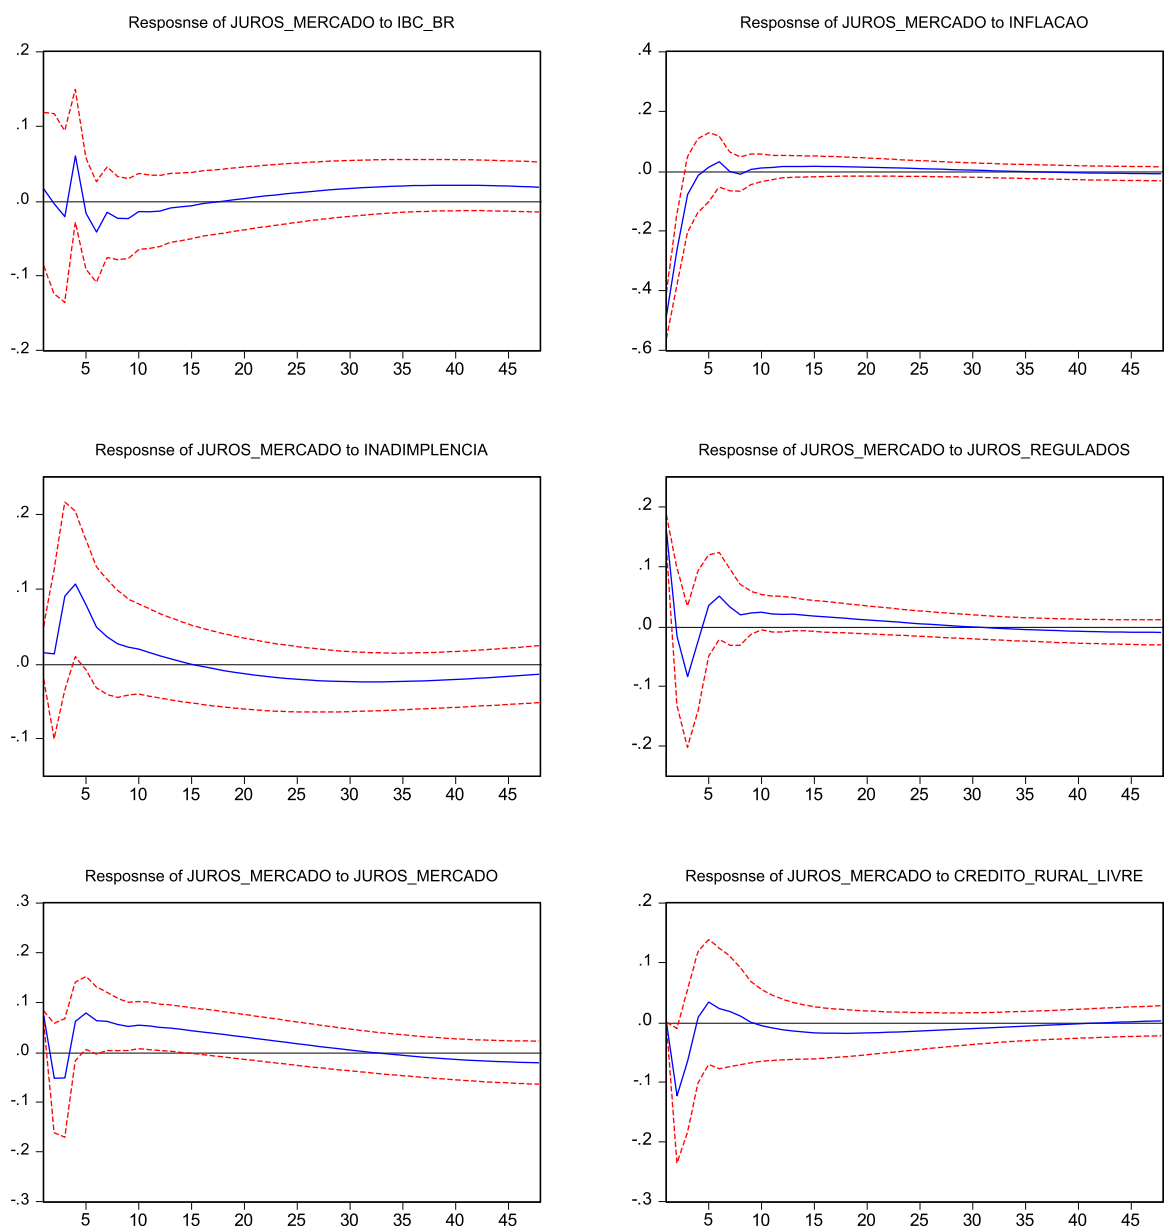 Resposnse of JUROS_MERCADO to IBC_BR
.2
.1
.0
-.1
-.2
5 10 15 20 25 30 35 40 45
Resposnse of JUROS_MERCADO to INFLACAO
.4
.2
.0
-.2
-.4
-.6
5 10 15 20 25 30 35 40 45
Resposnse of JUROS_MERCADO to INADIMPLENCIA
.2
.1
.0
-.1
5 10 15 20 25 30 35 40 45
Resposnse of JUROS_MERCADO to JUROS_REGULADOS
.2
.1
.0
-.1
-.2
5 10 15 20 25 30 35 40 45
Resposnse of JUROS_MERCADO to JUROS_MERCADO
.3
.2
.1
.0
-.1
-.2
-.3
5 10 15 20 25 30 35 40 45
Resposnse of JUROS_MERCADO to CREDITO_RURAL_LIVRE
.2
.1
.0
-.1
-.2
-.3
5 10 15 20 25 30 35 40 45